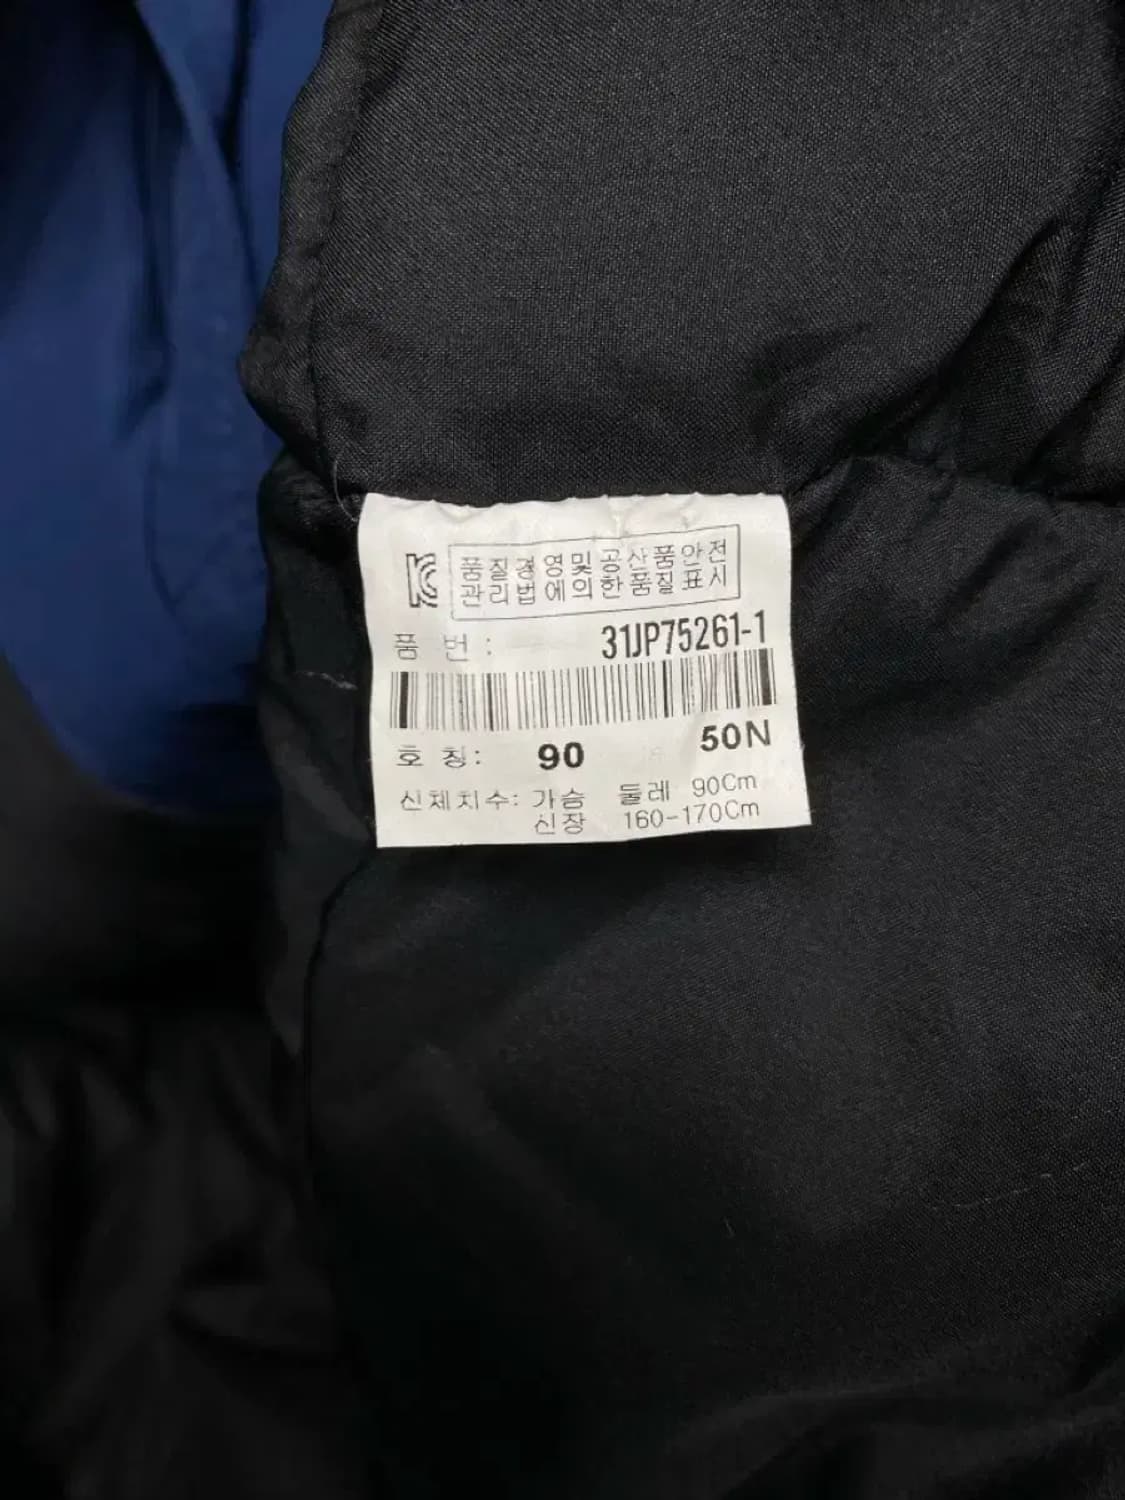 품질경영및공산품안전
관리법에의한품질표시
품 번 : 31JP75261-1
호 칭: 90 50N
신체치수: 가슴 둘레 90Cm
신장 160-170Cm